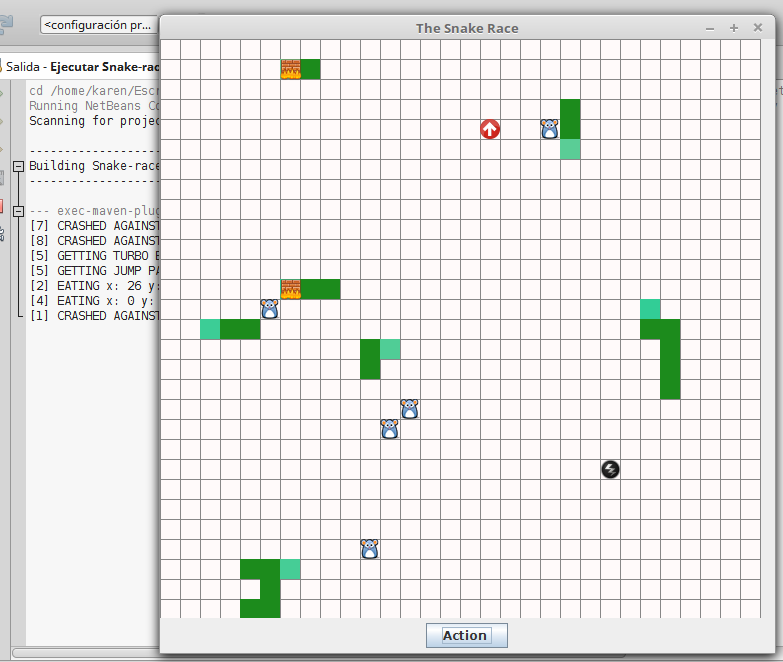 <configuración pr...
The Snake Race
Salida - Ejecutar Snake-rac
cd /home/karen/Escr
Running NetBeans Co
Scanning for projec
--------------------
Building Snake-race
--------------------
--- exec-maven-plug
[7] CRASHED AGAINST
[8] CRASHED AGAINST
[5] GETTING TURBO B
[5] GETTING JUMP PA
[2] EATING x: 26 y:
[4] EATING x: 0 y:
[1] CRASHED AGAINST
Action